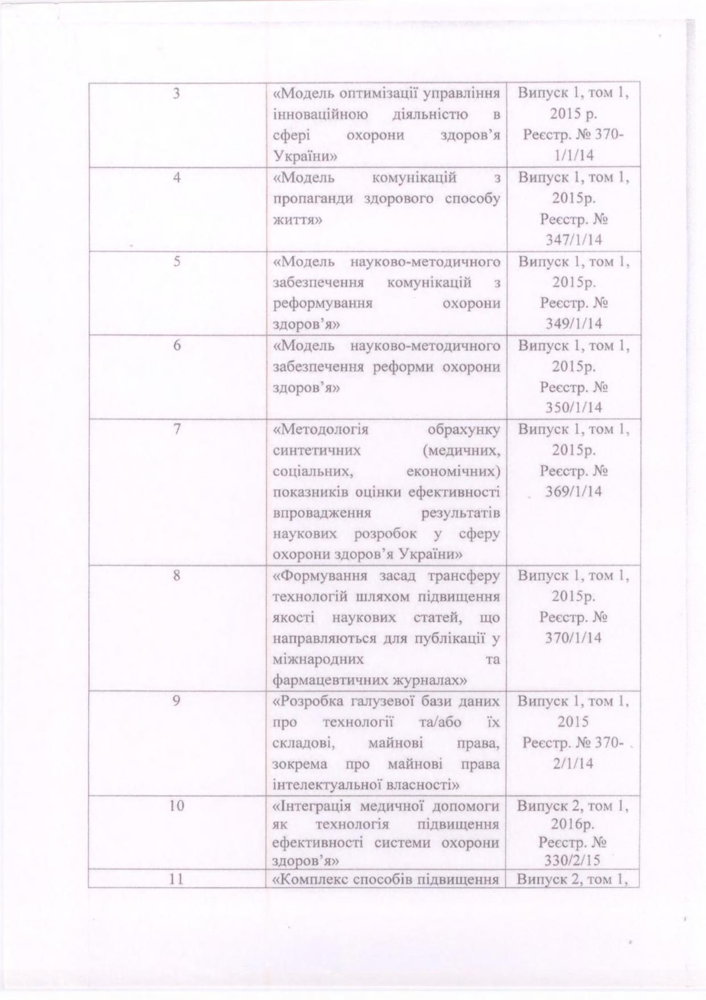 3
«Модель оптимізації управління
інноваційною діяльністю в
сфері охорони здоров’я
України»
Випуск 1, том 1,
2015 р.
Реєстр. № 370-
1/1/14
4
«Модель комунікацій з
пропаганди здорового способу
життя»
Випуск 1, том 1,
2015р.
Реєстр. №
347/1/14
5
«Модель науково-методичного
забезпечення комунікацій з
реформування охорони
здоров’я»
Випуск 1, том 1,
2015р.
Реєстр. №
349/1/14
6
«Модель науково-методичного
забезпечення реформи охорони
здоров’я»
Випуск 1, том 1,
2015р.
Реєстр. №
350/1/14
7
«Методологія обрахунку
синтетичних (медичних,
соціальних, економічних)
показників оцінки ефективності
впровадження результатів
наукових розробок у сферу
охорони здоров’я України»
Випуск 1, том 1,
2015р.
Реєстр. №
369/1/14
8
«Формування засад трансферу
технологій шляхом підвищення
якості наукових статей, що
направляються для публікації у
міжнародних та
фармацевтичних журналах»
Випуск 1, том 1,
2015р.
Реєстр. №
370/1/14
9
«Розробка галузевої бази даних
про технології та/або їх
складові, майнові права,
зокрема про майнові права
інтелектуальної власності»
Випуск 1, том 1,
2015
Реєстр. № 370-
2/1/14
10
«Інтеграція медичної допомоги
як технологія підвищення
ефективності системи охорони
здоров’я»
Випуск 2, том 1,
2016р.
Реєстр. №
330/2/15
11
«Комплекс способів підвищення
Випуск 2, том 1,